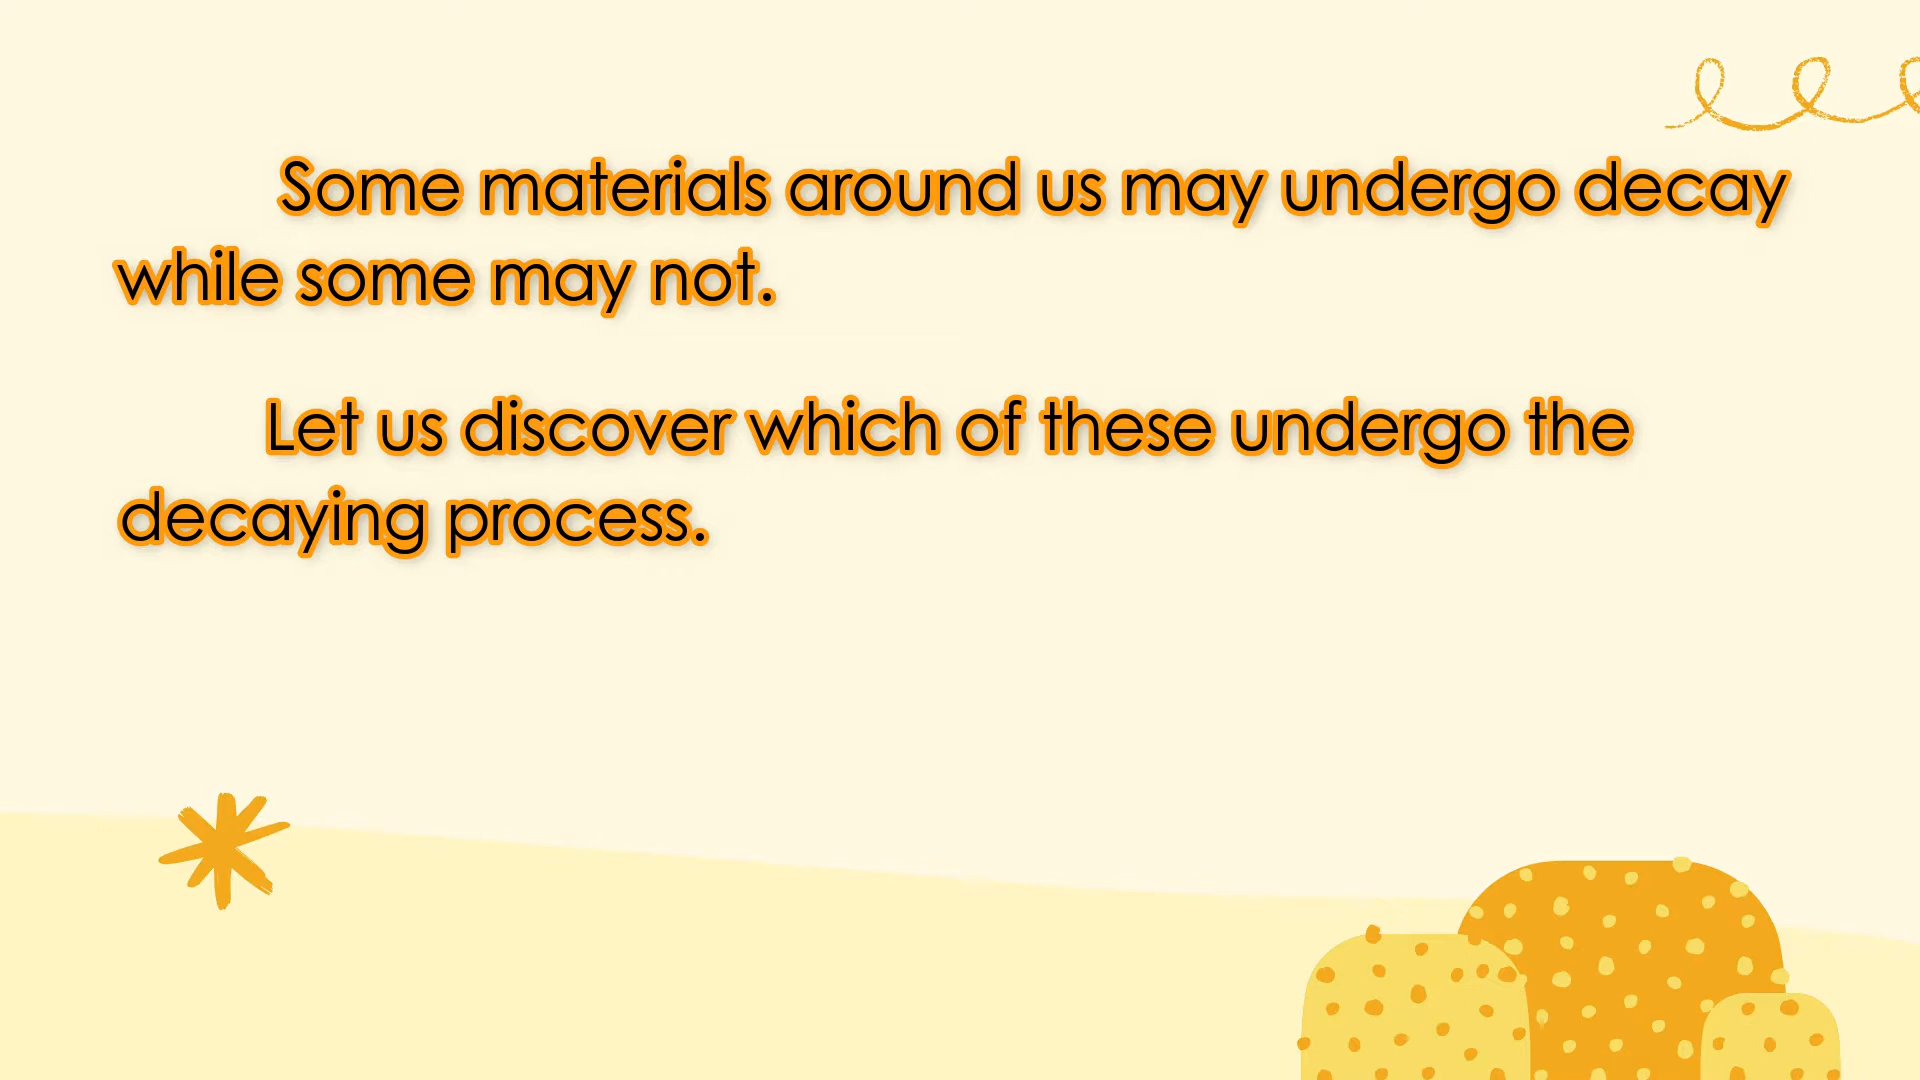 Some materials around us may undergo decay
while some may not.
Let us discover which of these undergo the
decaying process.